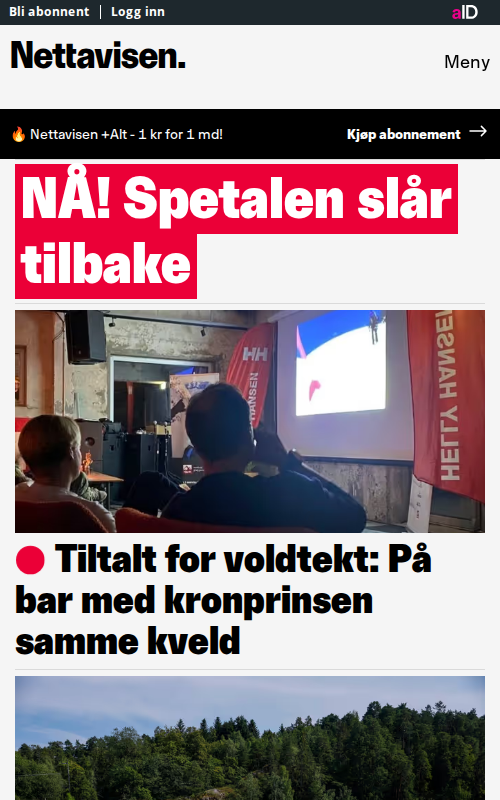 Bli abonnent | Logg inn
aID
Nettavisen.
Meny
🔥 Nettavisen +Alt - 1 kr for 1 md!
Kjøp abonnement →
NÅ! Spetalen slår
tilbake
HH
HANSEN
HELLY HANSEN
Tiltalt for voldtekt: På
bar med kronprinsen
samme kveld